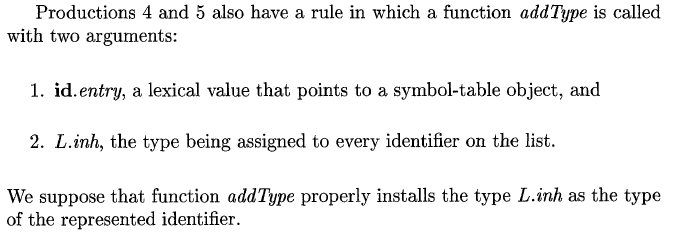 Productions 4 and 5 also have a rule in which a function addType is called
with two arguments:
1. id.entry, a lexical value that points to a symbol-table object, and
2. L.inh, the type being assigned to every identifier on the list.
We suppose that function addType properly installs the type L.inh as the type
of the represented identifier.